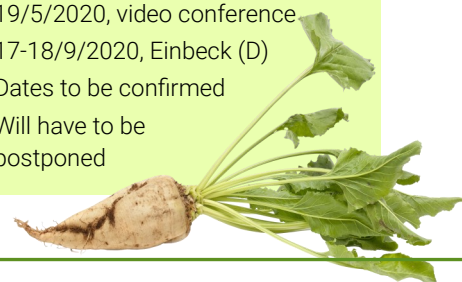 19/5/2020, video conference
17-18/9/2020, Einbeck (D)
Dates to be confirmed
Will have to be
postponed